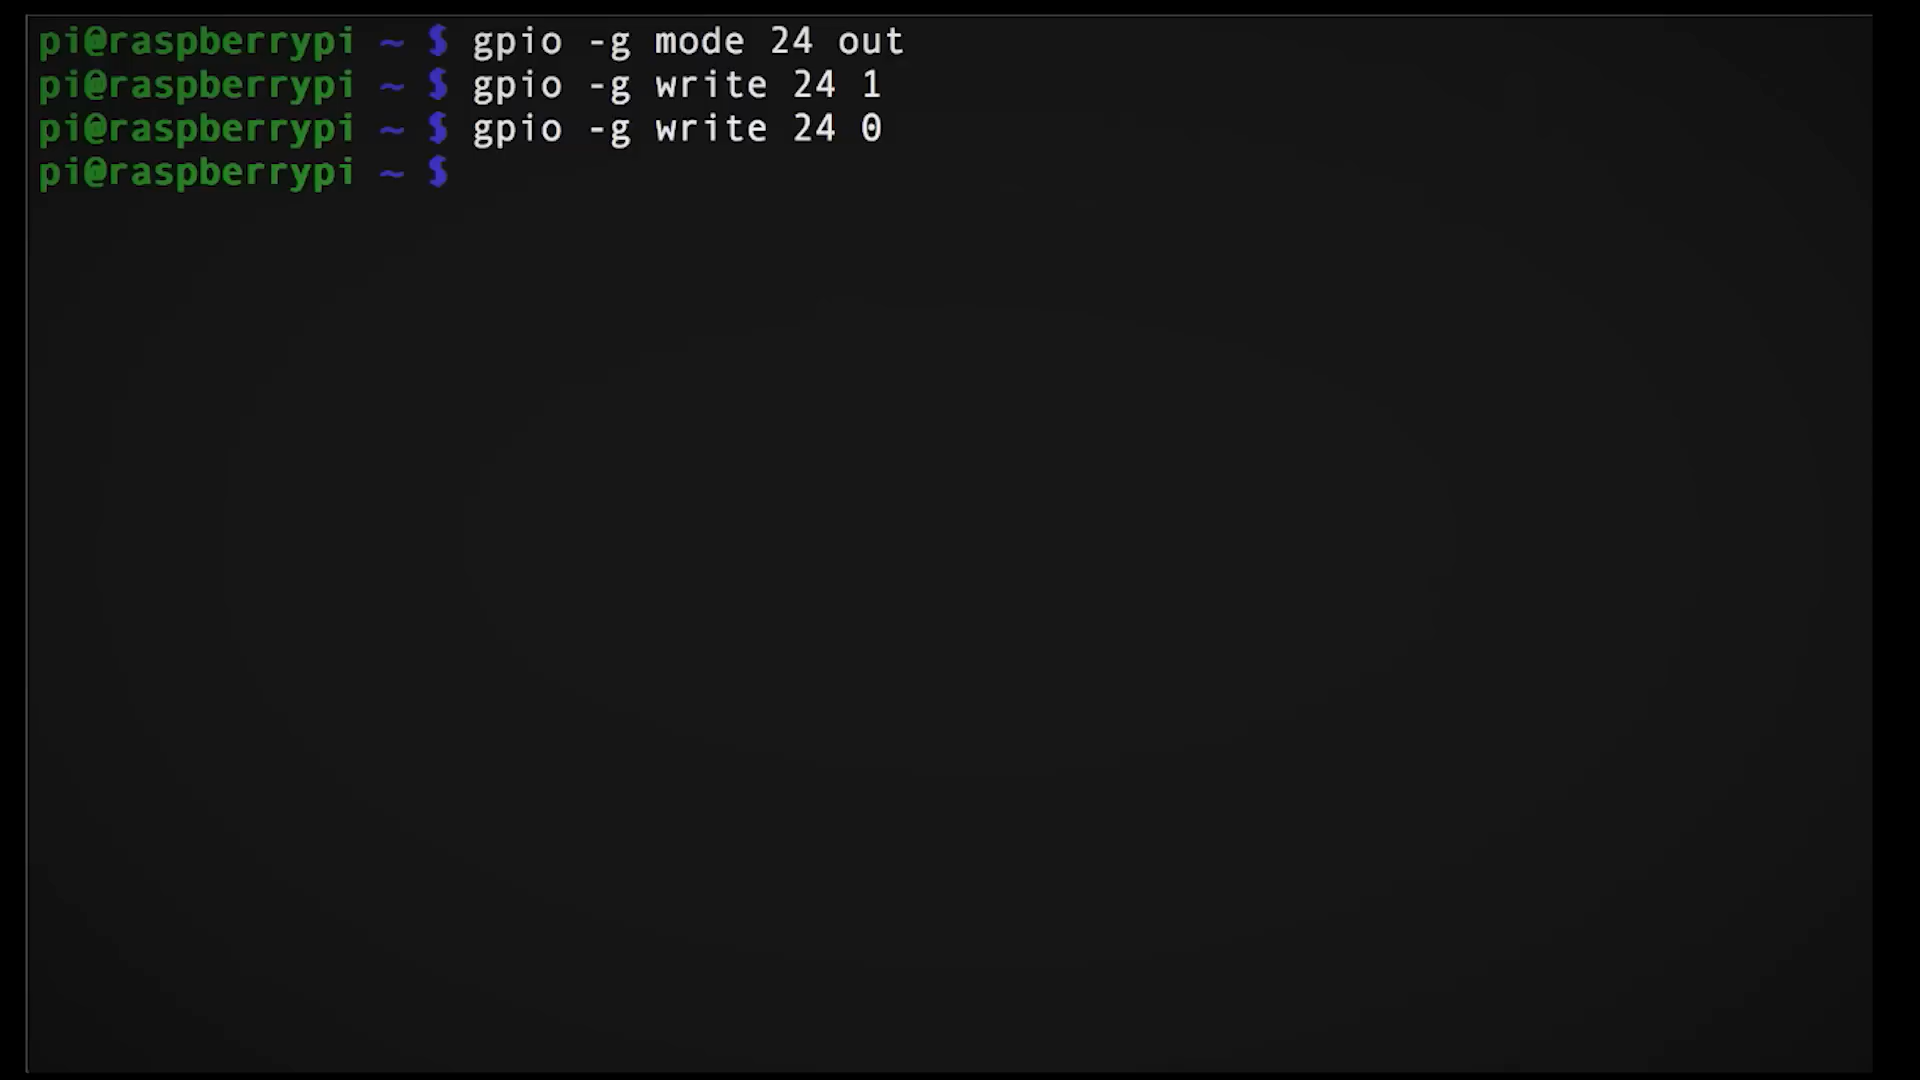 pi@raspberrypi ~ $ gpio -g mode 24 out
pi@raspberrypi ~ $ gpio -g write 24 1
pi@raspberrypi ~ $ gpio -g write 24 0
pi@raspberrypi ~ $